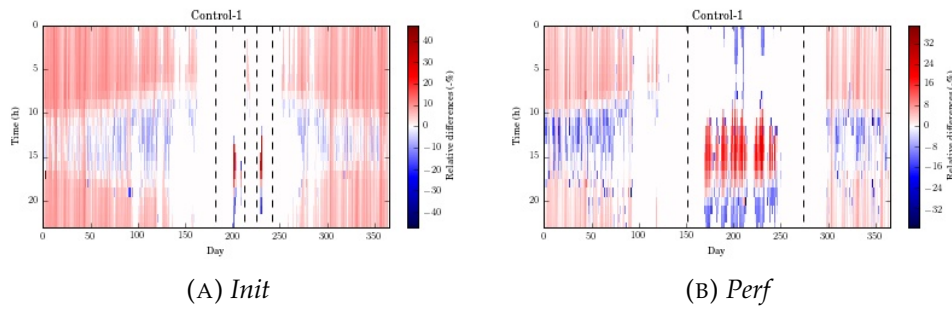 Control-1
0
5
10
15
20
Time (h)
0 50 100 150 200 250 300 350
Day
40
30
20
10
0
−10
−20
−30
−40
Relative differences (-%)
(A) Init
Control-1
0
5
10
15
20
Time (h)
0 50 100 150 200 250 300 350
Day
32
24
16
8
0
−8
−16
−24
−32
Relative differences (-%)
(B) Perf